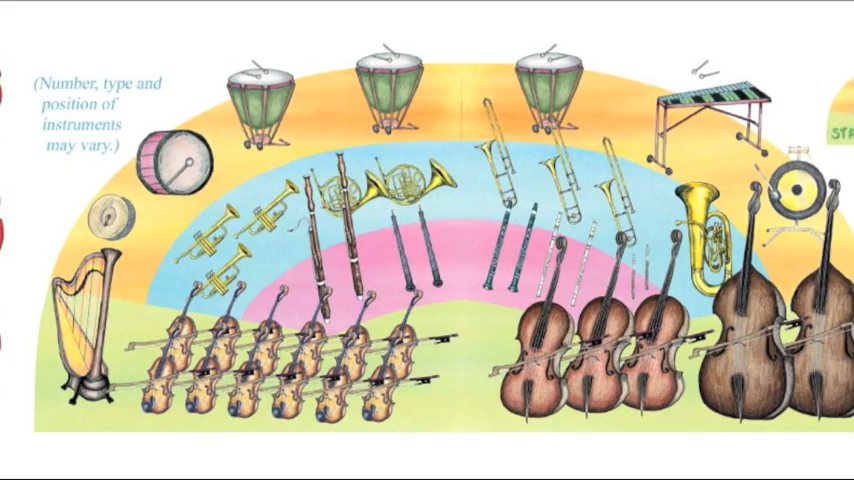 (Number, type and
position of
instruments
may vary.)